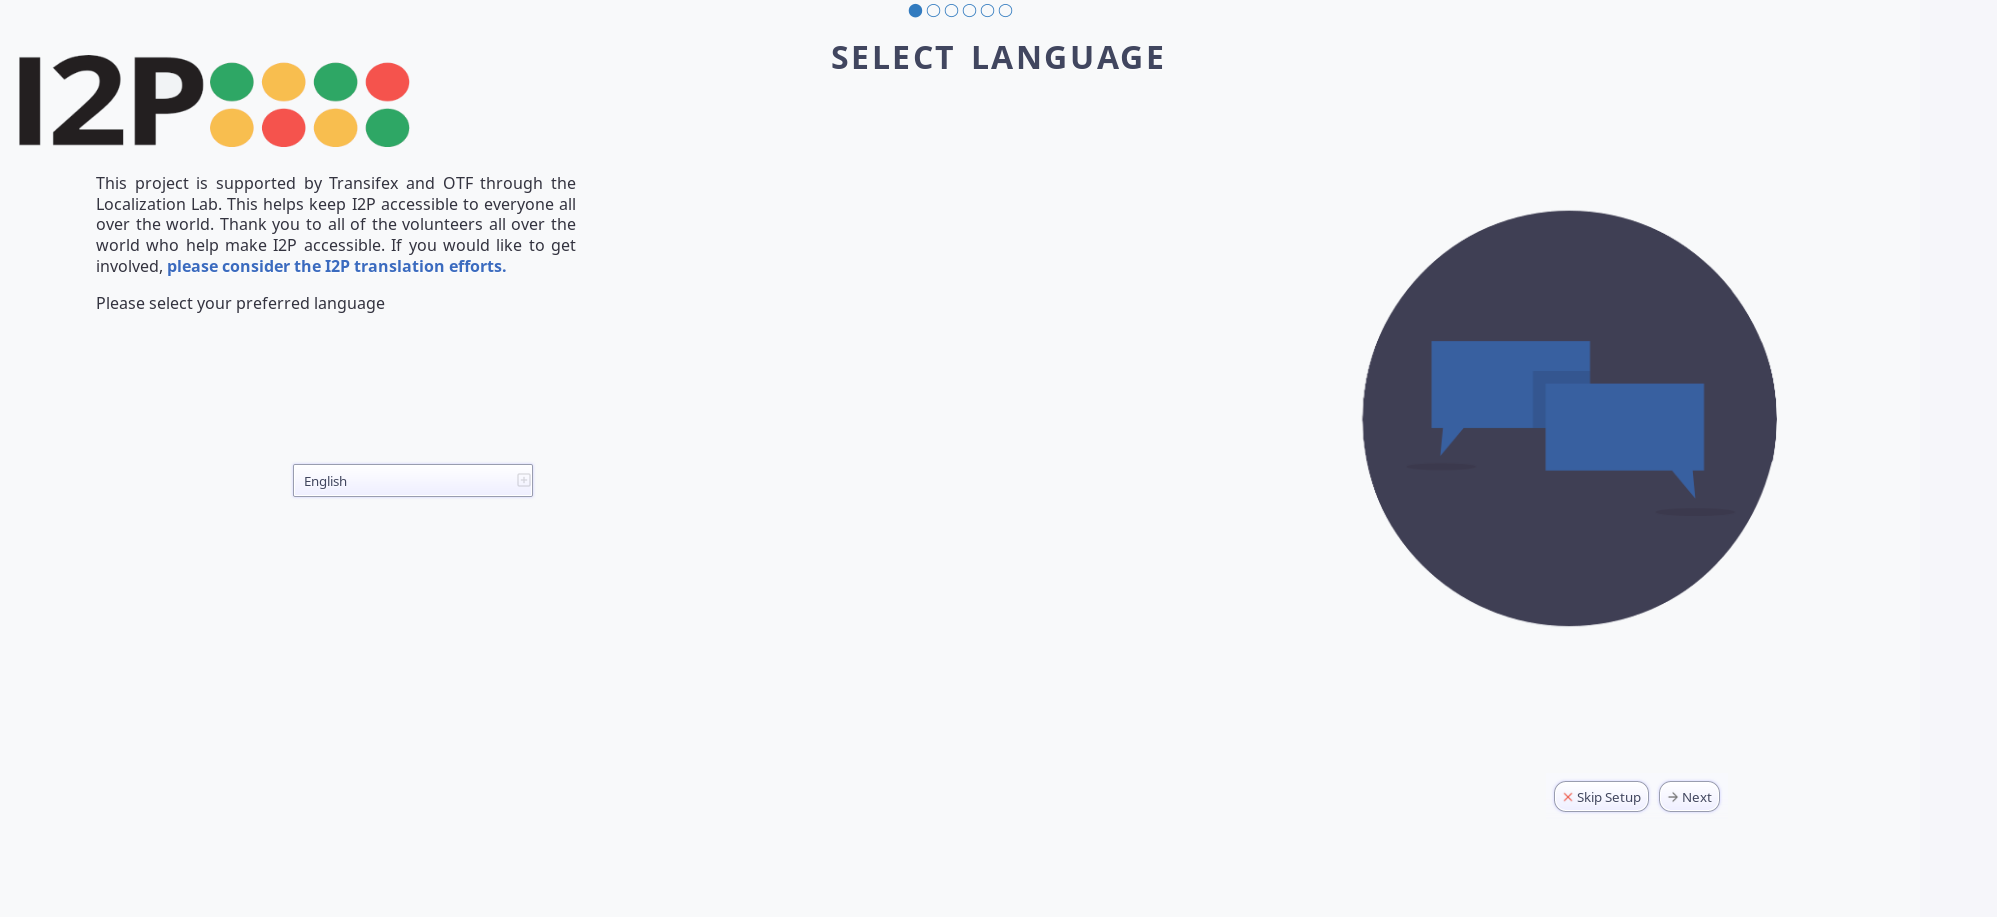 SELECT LANGUAGE
I2P
This project is supported by Transifex and OTF through the
Localization Lab. This helps keep I2P accessible to everyone all
over the world. Thank you to all of the volunteers all over the
world who help make I2P accessible. If you would like to get
involved, please consider the I2P translation efforts.
Please select your preferred language
English
Skip Setup
Next